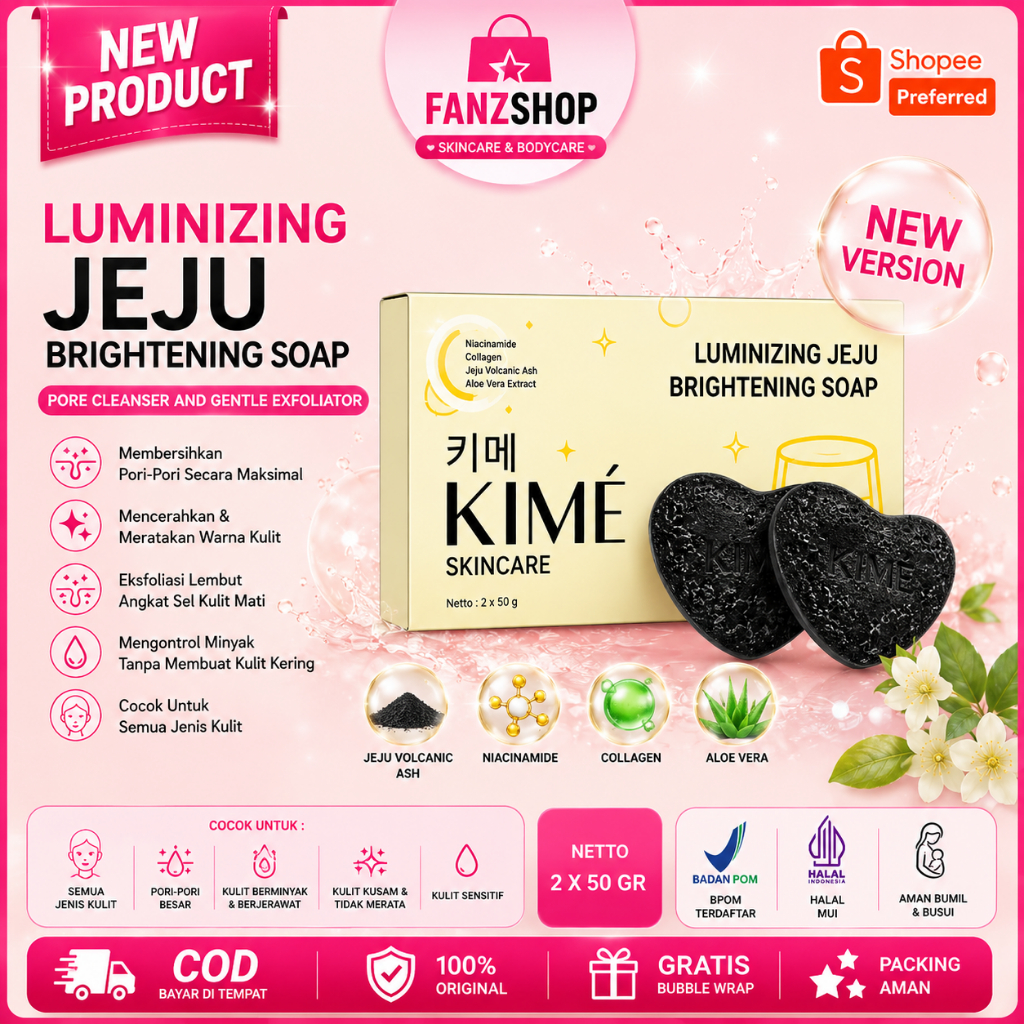 NEW
PRODUCT
FANZSHOP
SKINCARE & BODYCARE
S
Shopee
Preferred
NEW
VERSION
LUMINIZING
JEJU
BRIGHTENING SOAP
PORE CLEANSER AND GENTLE EXFOLIATOR
Membersihkan
Pori-Pori Secara Maksimal
Mencerahkan &
Meratakan Warna Kulit
Eksfoliasi Lembut
Angkat Sel Kulit Mati
Mengontrol Minyak
Tanpa Membuat Kulit Kering
Cocok Untuk
Semua Jenis Kulit
Niacinamide
Collagen
Jeju Volcanic Ash
Aloe Vera Extract
LUMINIZING JEJU
BRIGHTENING SOAP
키메
KIMÉ
SKINCARE
Netto : 2 x 50 g
KIMÉ
JEJU VOLCANIC
ASH
NIACINAMIDE
COLLAGEN
ALOE VERA
COCOK UNTUK :
SEMUA
JENIS KULIT
PORI-PORI
BESAR
KULIT BERMINYAK
& BERJERAWAT
KULIT KUSAM &
TIDAK MERATA
KULIT SENSITIF
NETTO
2 X 50 GR
BADAN POM
BPOM
TERDAFTAR
HALAL
INDONESIA
HALAL
MUI
AMAN BUMIL
& BUSUI
COD
BAYAR DI TEMPAT
100%
ORIGINAL
GRATIS
BUBBLE WRAP
PACKING
AMAN